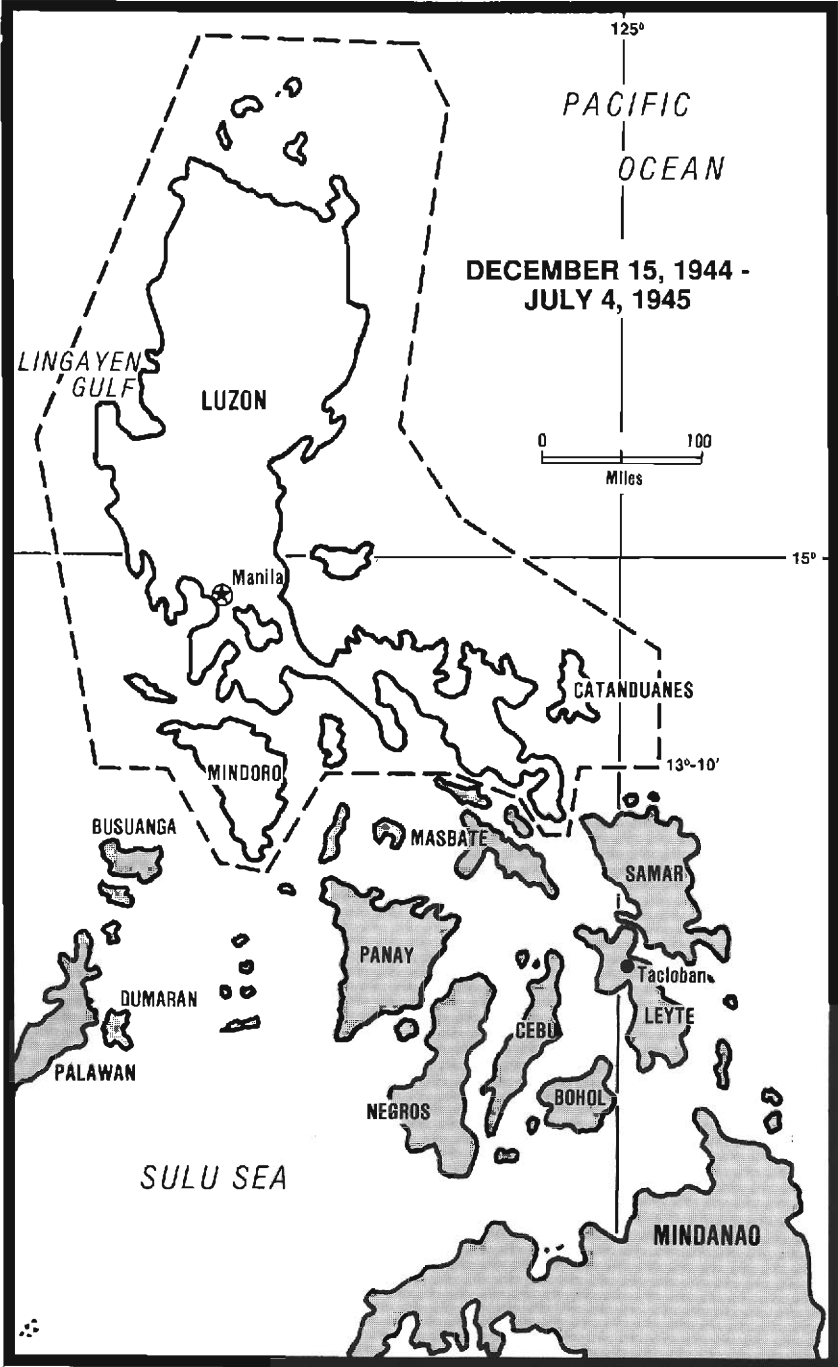 125°
PACIFIC
OCEAN
DECEMBER 15, 1944 -
JULY 4, 1945
LINGAYEN
GULF
LUZON
0 100
Miles
15°
Manila
CATANDUANES
13°-10'
MINDORO
BUSUANGA
MASBATE
SAMAR
PANAY
Tacloban
DUMARAN
LEYTE
CEBU
PALAWAN
NEGROS
BOHOL
SULU SEA
MINDANAO